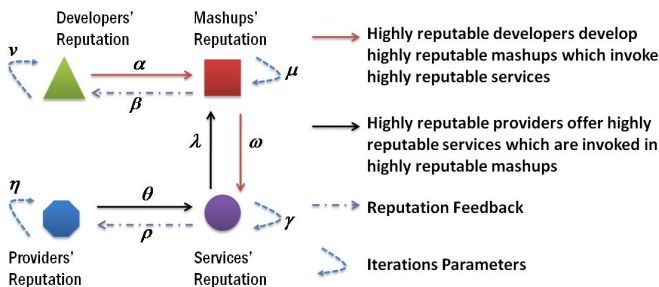 Developers'
Reputation
Mashups'
Reputation
ν
α
β
μ
λ
ω
η
θ
ρ
γ
Providers'
Reputation
Services'
Reputation
Highly reputable developers develop
highly reputable mashups which invoke
highly reputable services
Highly reputable providers offer highly
reputable services which are invoked in
highly reputable mashups
Reputation Feedback
Iterations Parameters